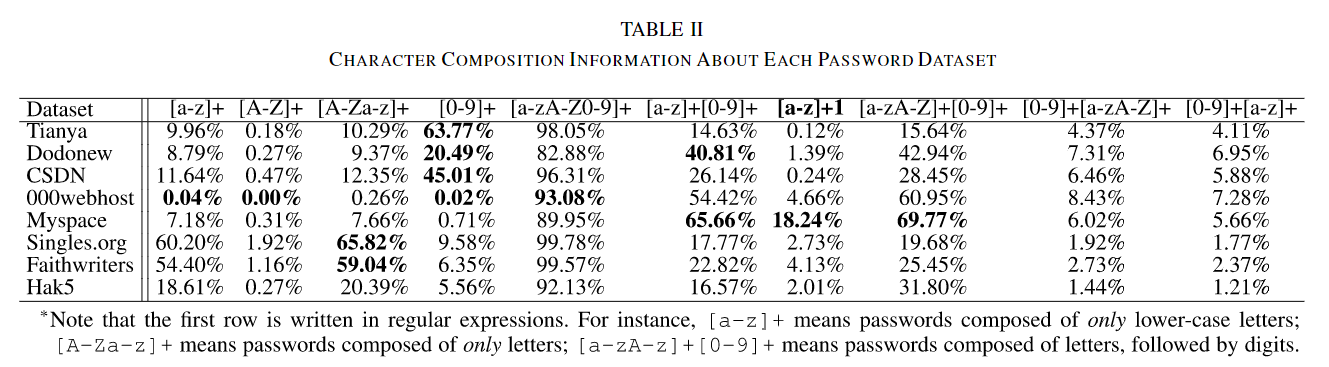 TABLE II
CHARACTER COMPOSITION INFORMATION ABOUT EACH PASSWORD DATASET
Dataset [a-z]+ [A-Z]+ [A-Za-z]+ [0-9]+ [a-zA-Z0-9]+ [a-z]+[0-9]+ [a-z]+1 [a-zA-Z]+[0-9]+ [0-9]+[a-zA-Z]+ [0-9]+[a-z]+
Tianya 9.96% 0.18% 10.29% 63.77% 98.05% 14.63% 0.12% 15.64% 4.37% 4.11%
Dodonew 8.79% 0.27% 9.37% 20.49% 82.88% 40.81% 1.39% 42.94% 7.31% 6.95%
CSDN 11.64% 0.47% 12.35% 45.01% 96.31% 26.14% 0.24% 28.45% 6.46% 5.88%
000webhost 0.04% 0.00% 0.26% 0.02% 93.08% 54.42% 4.66% 60.95% 8.43% 7.28%
Myspace 7.18% 0.31% 7.66% 0.71% 89.95% 65.66% 18.24% 69.77% 6.02% 5.66%
Singles.org 60.20% 1.92% 65.82% 9.58% 99.78% 17.77% 2.73% 19.68% 1.92% 1.77%
Faithwriters 54.40% 1.16% 59.04% 6.35% 99.57% 22.82% 4.13% 25.45% 2.73% 2.37%
Hak5 18.61% 0.27% 20.39% 5.56% 92.13% 16.57% 2.01% 31.80% 1.44% 1.21%
*Note that the first row is written in regular expressions. For instance, [a-z]+ means passwords composed of only lower-case letters;
[A-Za-z]+ means passwords composed of only letters; [a-zA-z]+[0-9]+ means passwords composed of letters, followed by digits.